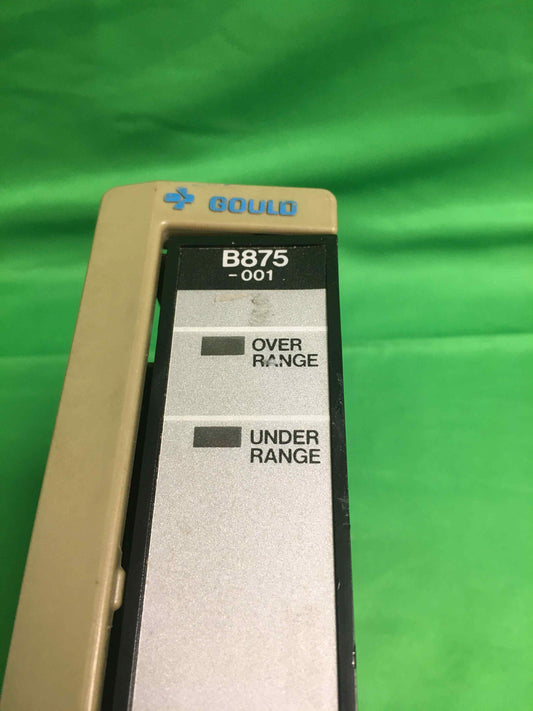 GOULD
B875
-001
OVER
RANGE
UNDER
RANGE